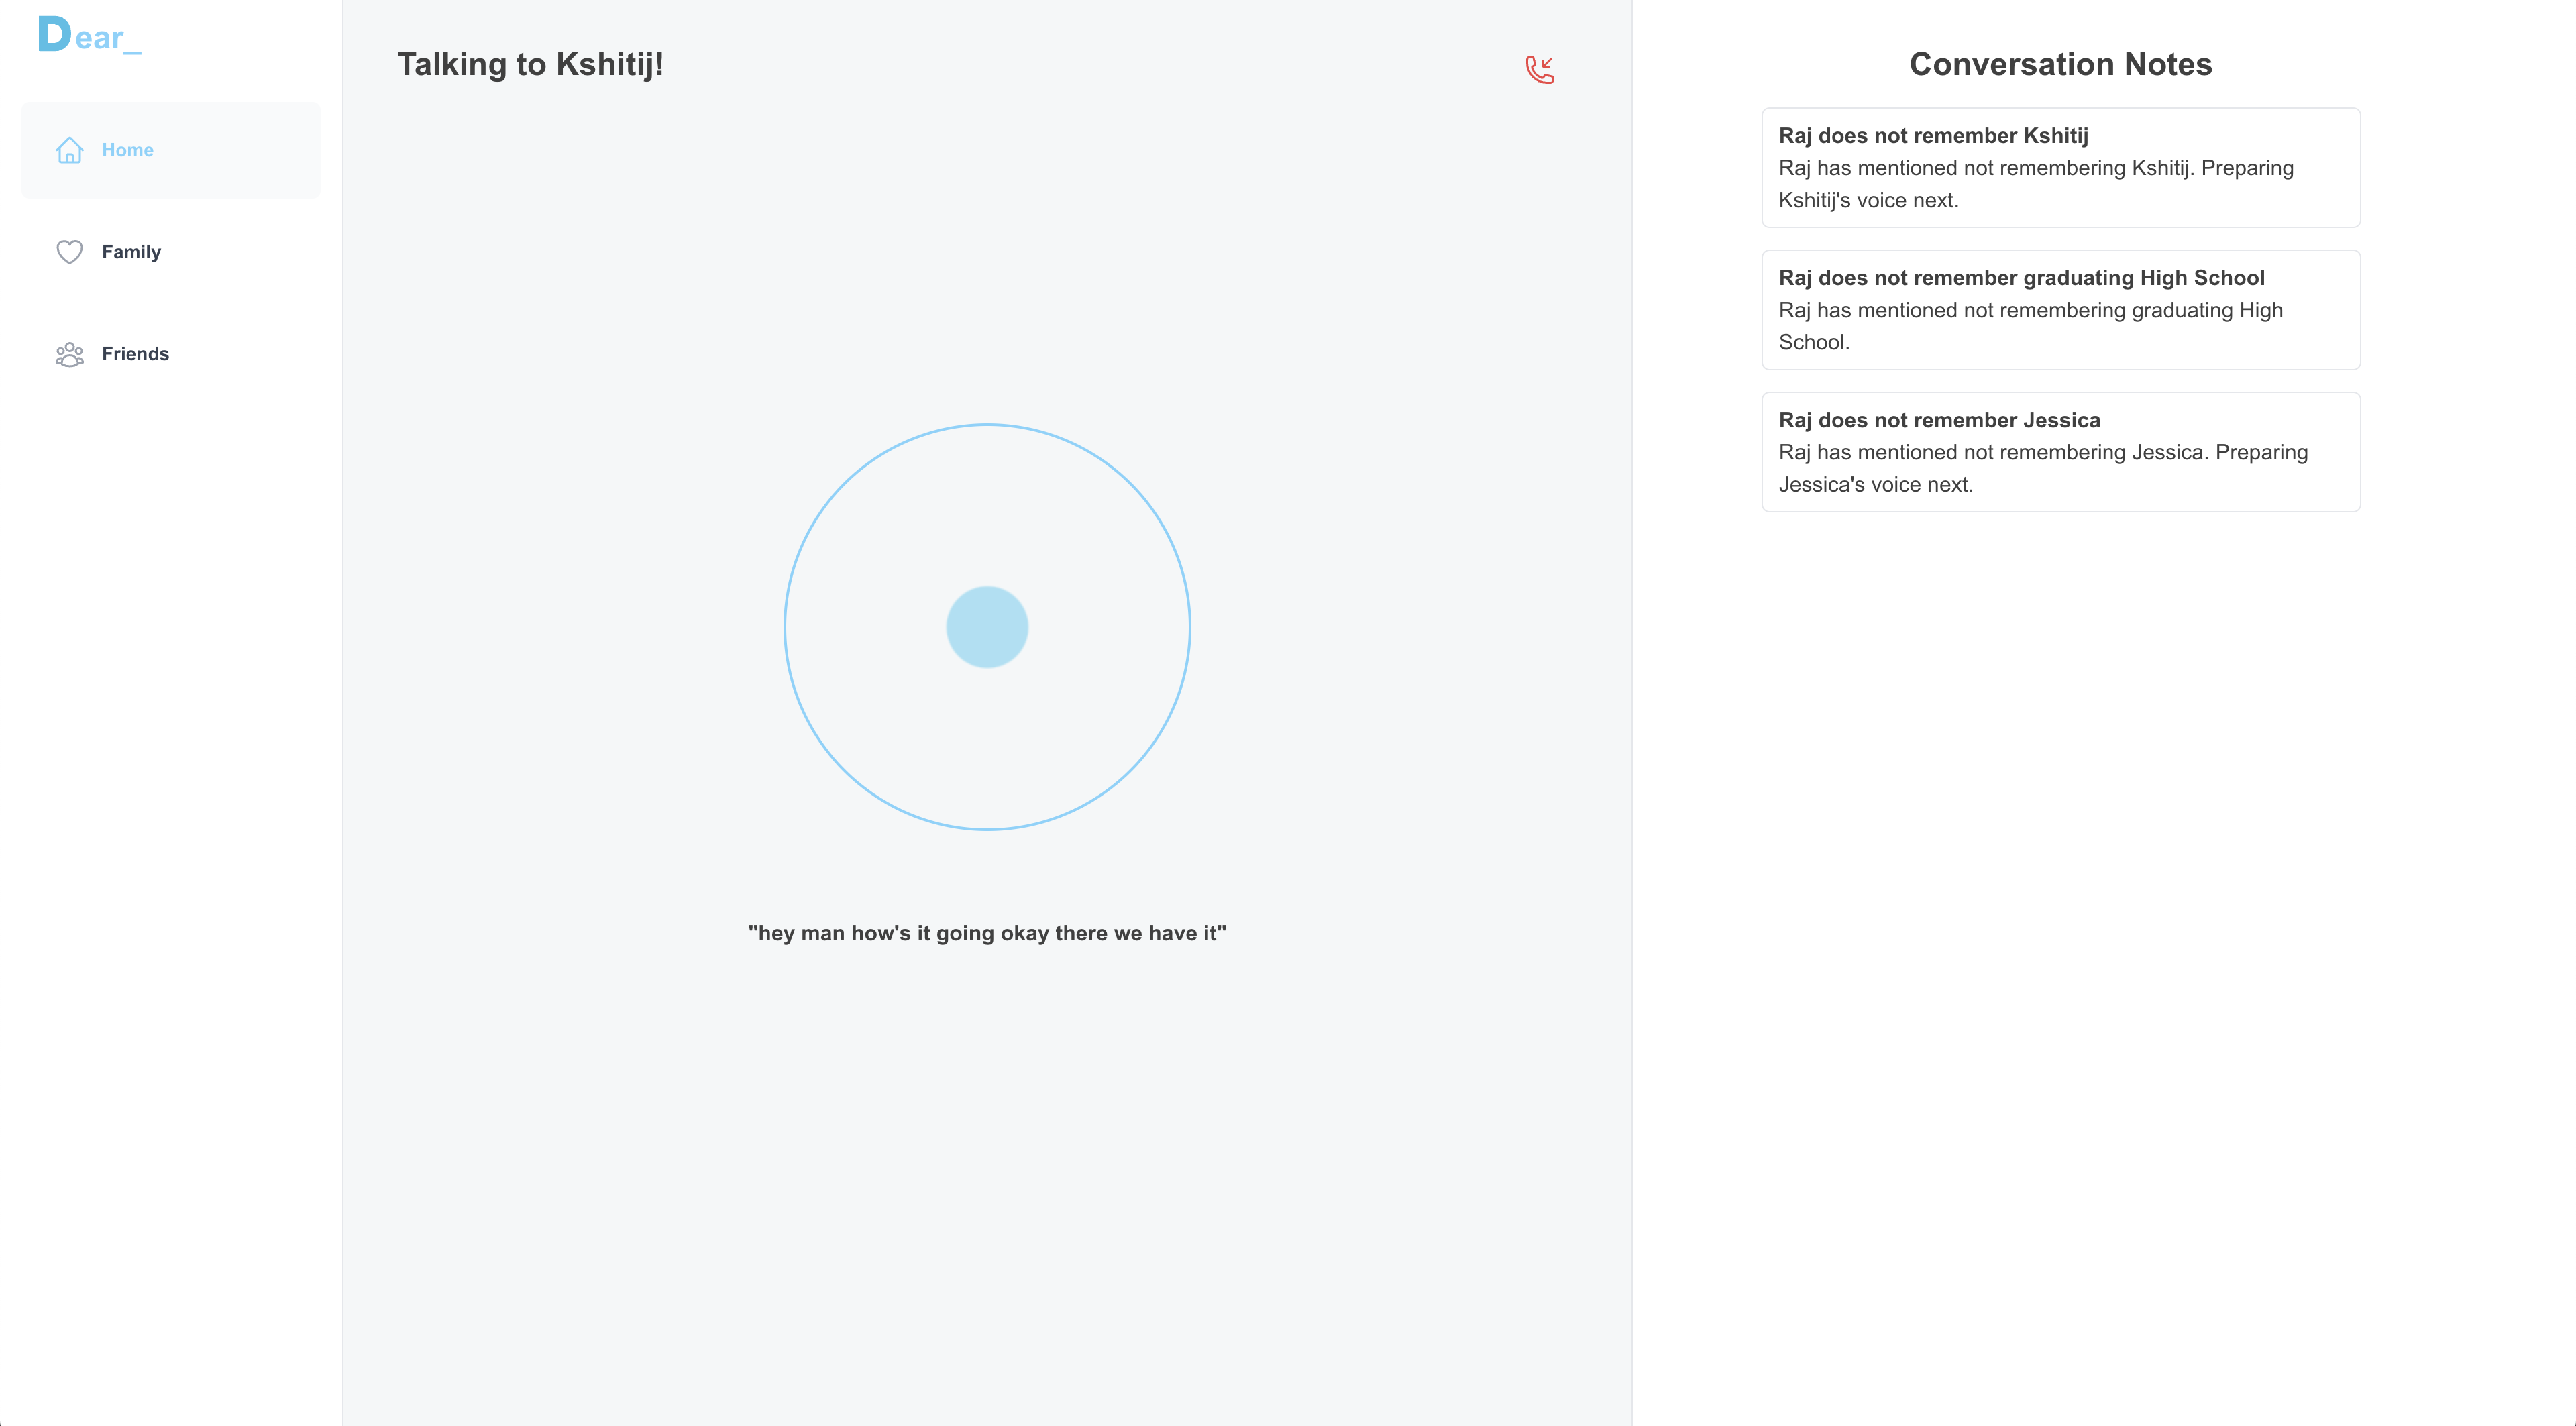 Dear_
Home
Family
Friends
Talking to Kshitij!
"hey man how's it going okay there we have it"
Conversation Notes
Raj does not remember Kshitij
Raj has mentioned not remembering Kshitij. Preparing
Kshitij's voice next.
Raj does not remember graduating High School
Raj has mentioned not remembering graduating High
School.
Raj does not remember Jessica
Raj has mentioned not remembering Jessica. Preparing
Jessica's voice next.